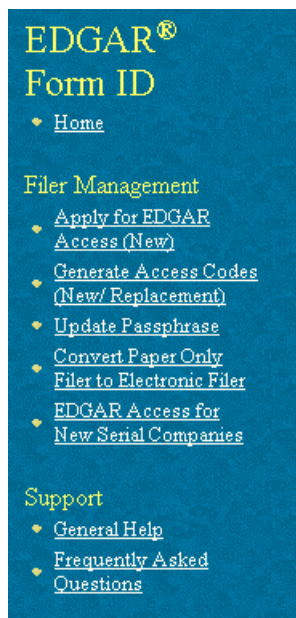 EDGAR®
Form ID
Home
Filer Management
Apply for EDGAR
Access (New)
Generate Access Codes
(New/ Replacement)
Update Passphrase
Convert Paper Only
Filer to Electronic Filer
EDGAR Access for
New Serial Companies
Support
General Help
Frequently Asked
Questions